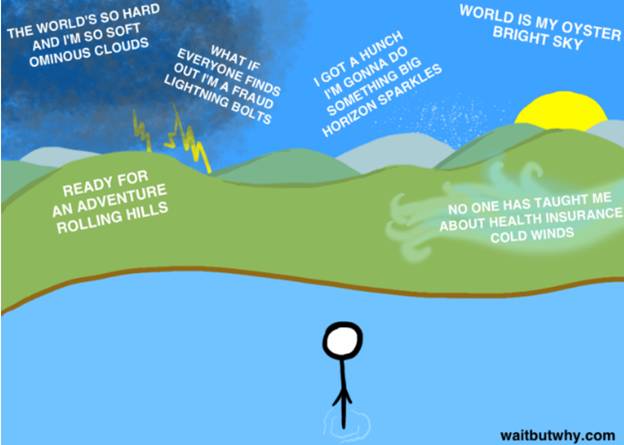 THE WORLD'S SO HARD
AND I'M SO SOFT
OMINOUS CLOUDS
WHAT IF
EVERYONE FINDS
OUT I'M A FRAUD
LIGHTNING BOLTS
I GOT A HUNCH
I'M GONNA DO
SOMETHING BIG
HORIZON SPARKLES
WORLD IS MY OYSTER
BRIGHT SKY
READY FOR
AN ADVENTURE
ROLLING HILLS
NO ONE HAS TAUGHT ME
ABOUT HEALTH INSURANCE
COLD WINDS
waitbutwhy.com